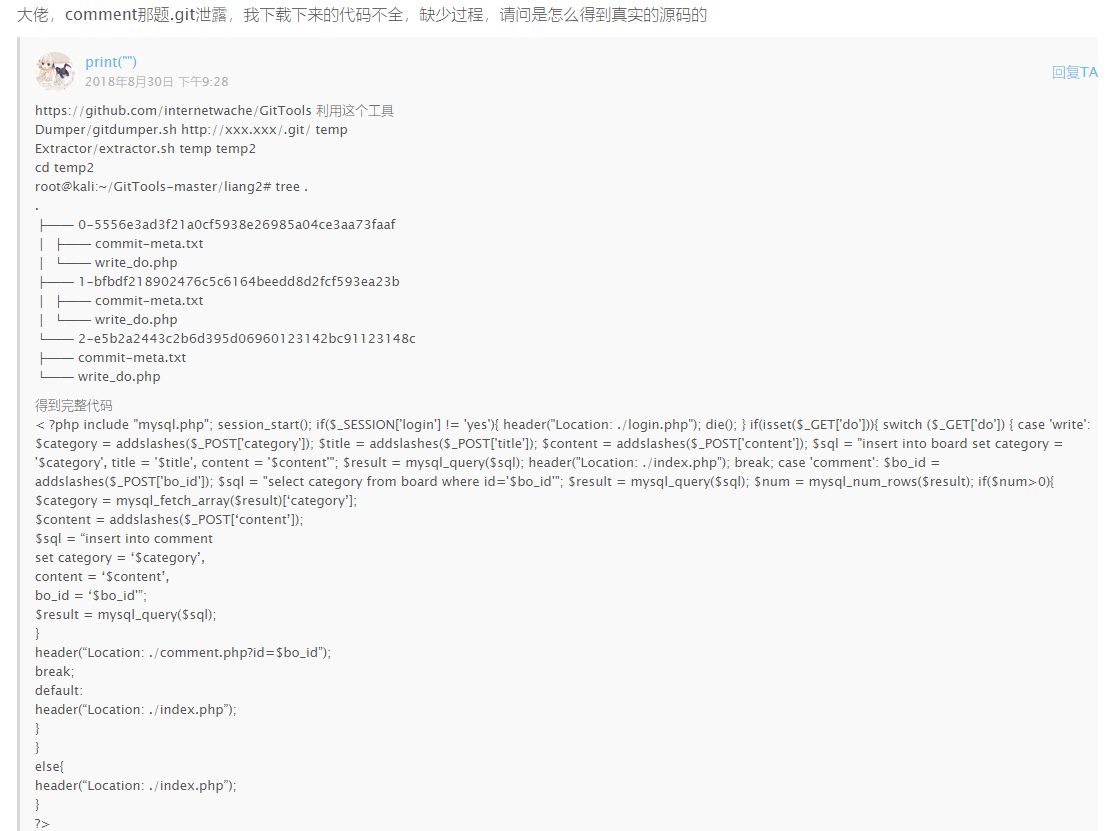 大佬，comment那题.git泄露，我下载下来的代码不全，缺少过程，请问是怎么得到真实的源码的
print("")
2018年8月30日 下午9:28
回复TA
https://github.com/internetwache/GitTools 利用这个工具
Dumper/gitdumper.sh http://xxx.xxx/.git/ temp
Extractor/extractor.sh temp temp2
cd temp2
root@kali:~/GitTools-master/liang2# tree .
.
├── 0-5556e3ad3f21a0cf5938e26985a04ce3aa73faaf
│ ├── commit-meta.txt
│ └── write_do.php
├── 1-bfbdf218902476c5c6164beedd8d2fcf593ea23b
│ ├── commit-meta.txt
│ └── write_do.php
└── 2-e5b2a2443c2b6d395d06960123142bc91123148c
├── commit-meta.txt
└── write_do.php
得到完整代码
< ?php include "mysql.php"; session_start(); if($_SESSION['login'] != 'yes'){ header("Location: ./login.php"); die(); } if(isset($_GET['do'])){ switch ($_GET['do']) { case 'write':
$category = addslashes($_POST['category']); $title = addslashes($_POST['title']); $content = addslashes($_POST['content']); $sql = "insert into board set category =
'$category', title = '$title', content = '$content'"; $result = mysql_query($sql); header("Location: ./index.php"); break; case 'comment': $bo_id =
addslashes($_POST['bo_id']); $sql = "select category from board where id='$bo_id'"; $result = mysql_query($sql); $num = mysql_num_rows($result); if($num>0){
$category = mysql_fetch_array($result)[‘category’];
$content = addslashes($_POST[‘content’]);
$sql = “insert into comment
set category = ‘$category’,
content = ‘$content’,
bo_id = ‘$bo_id’”;
$result = mysql_query($sql);
}
header(“Location: ./comment.php?id=$bo_id”);
break;
default:
header(“Location: ./index.php”);
}
}
else{
header(“Location: ./index.php”);
}
?>